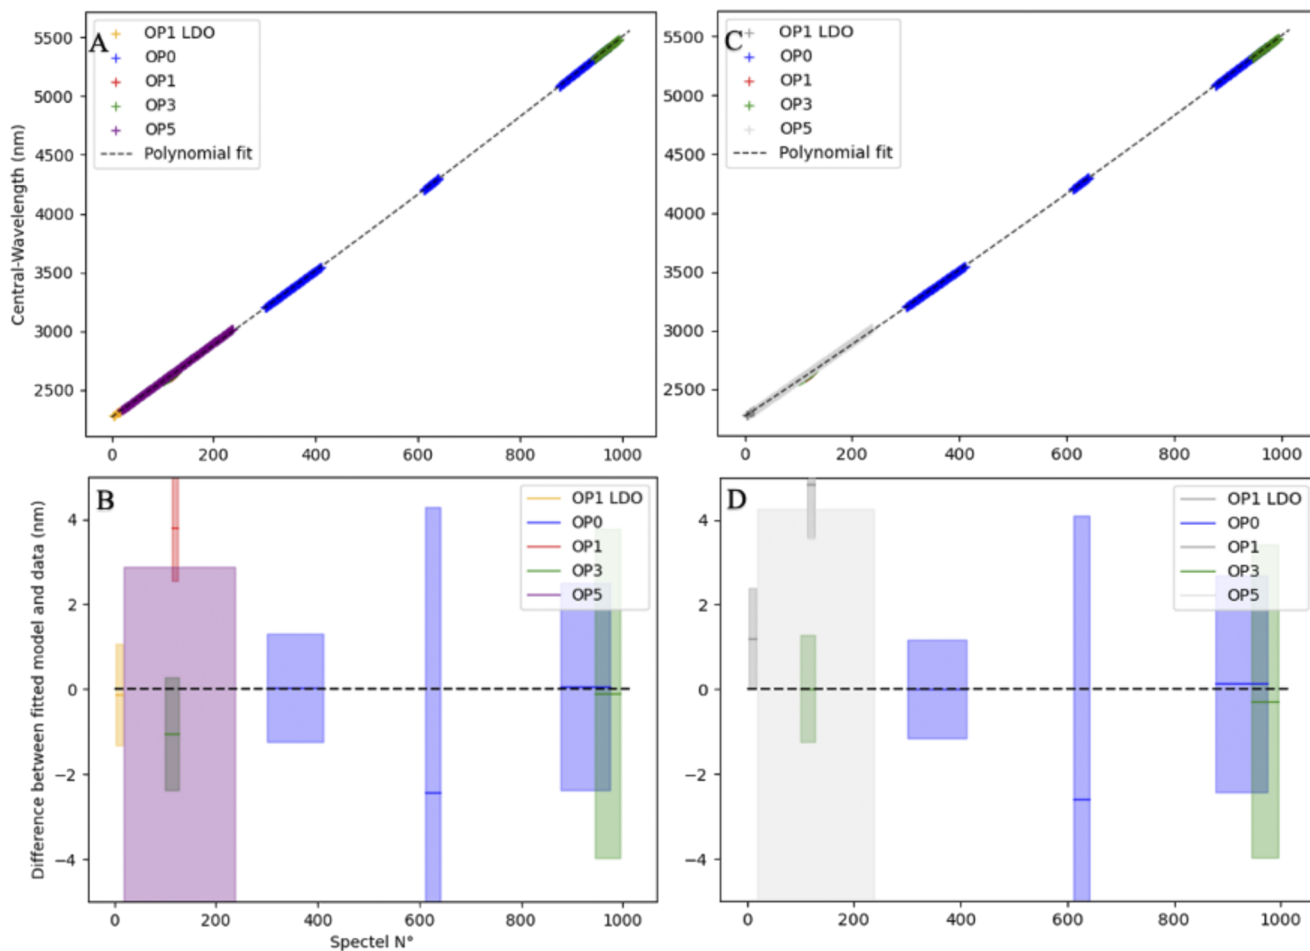 A
OP1 LDO
OP0
OP1
OP3
OP5
Polynomial fit
5500
5000
4500
4000
3500
3000
2500
Central-Wavelength (nm)
0 200 400 600 800 1000
C
OP1 LDO
OP0
OP1
OP3
OP5
Polynomial fit
5500
5000
4500
4000
3500
3000
2500
0 200 400 600 800 1000
B
OP1 LDO
OP0
OP1
OP3
OP5
4
2
0
−2
−4
Difference between fitted model and data (nm)
0 200 400 600 800 1000
Spectel N°
D
OP1 LDO
OP0
OP1
OP3
OP5
4
2
0
−2
−4
0 200 400 600 800 1000